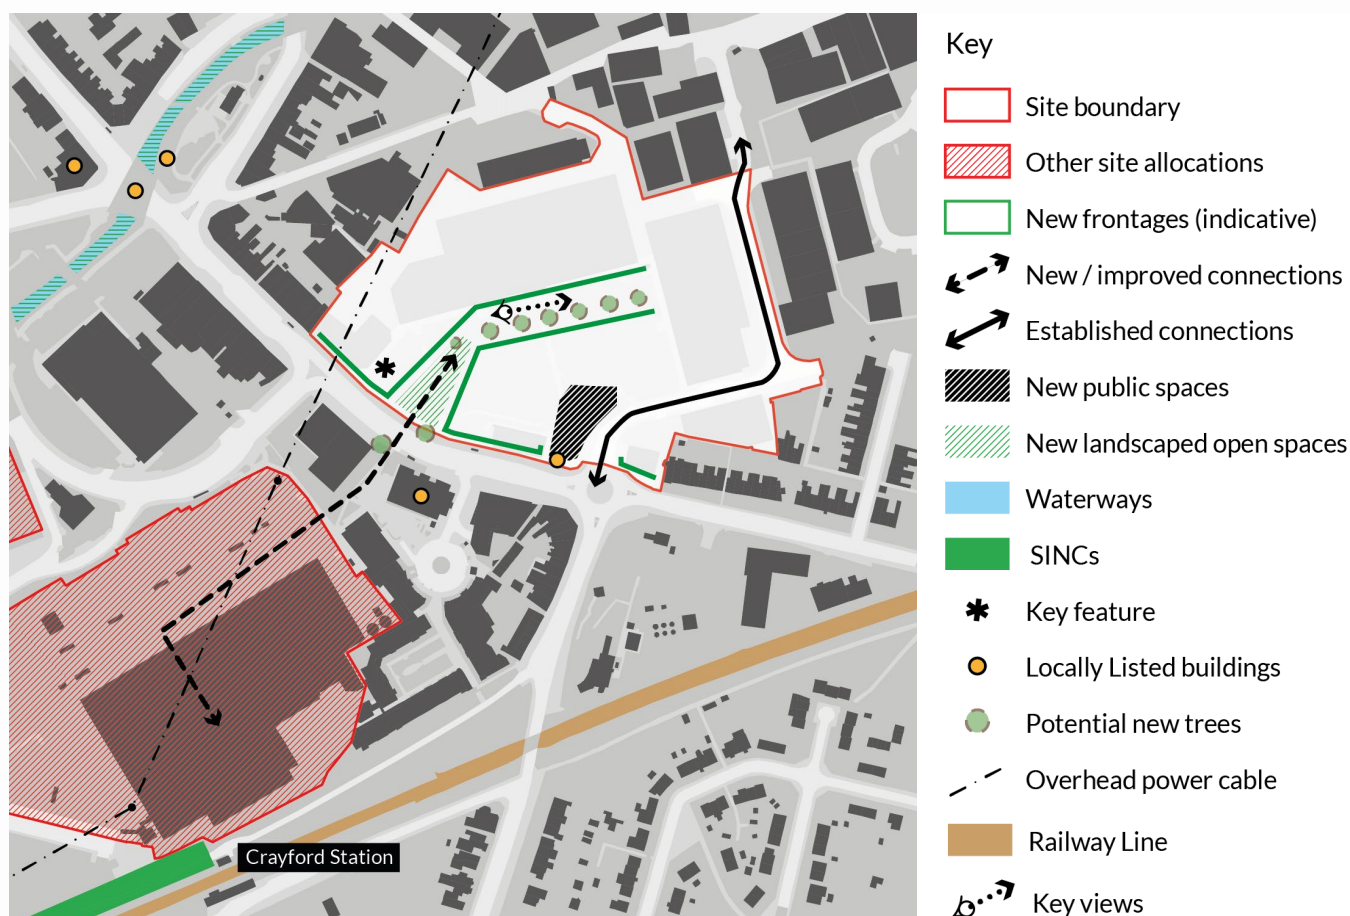 Key
Site boundary
Other site allocations
New frontages (indicative)
New / improved connections
Established connections
New public spaces
New landscaped open spaces
Waterways
SINCs
Key feature
Locally Listed buildings
Potential new trees
Overhead power cable
Railway Line
Key views
Crayford Station